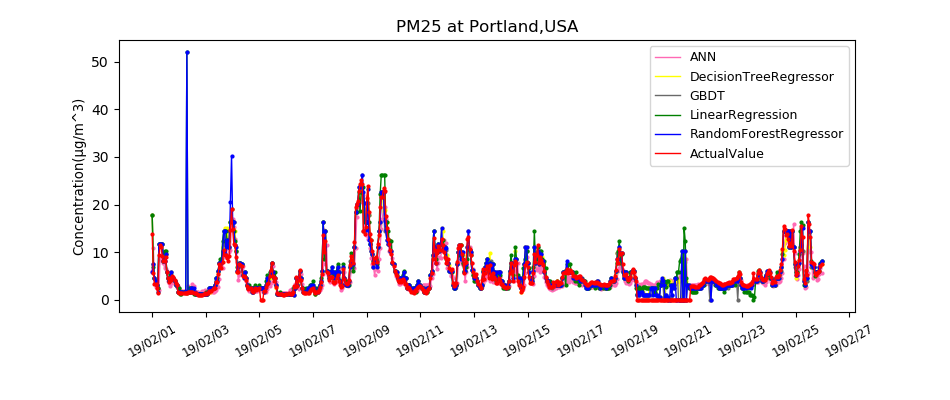 PM25 at Portland,USA
Concentration(μg/m^3)
50
40
30
20
10
0
ANN
DecisionTreeRegressor
GBDT
LinearRegression
RandomForestRegressor
ActualValue
19/02/01
19/02/03
19/02/05
19/02/07
19/02/09
19/02/11
19/02/13
19/02/15
19/02/17
19/02/19
19/02/21
19/02/23
19/02/25
19/02/27